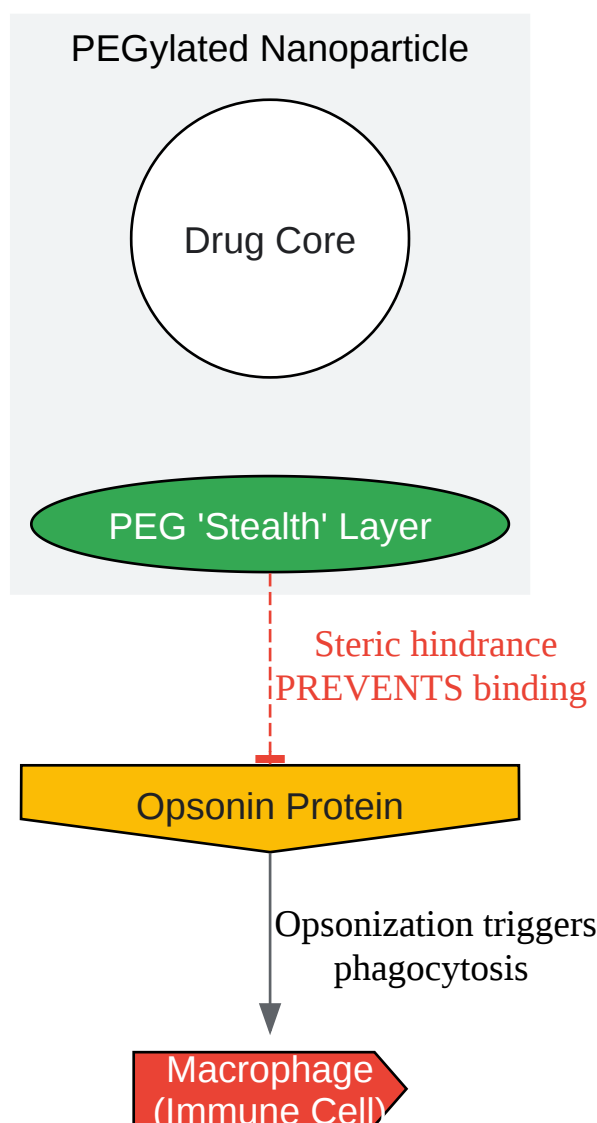 PEGylated Nanoparticle
Drug Core
PEG 'Stealth' Layer
Steric hindrance
PREVENTS binding
Opsonin Protein
Opsonization triggers
phagocytosis
Macrophage
(Immune Cell)